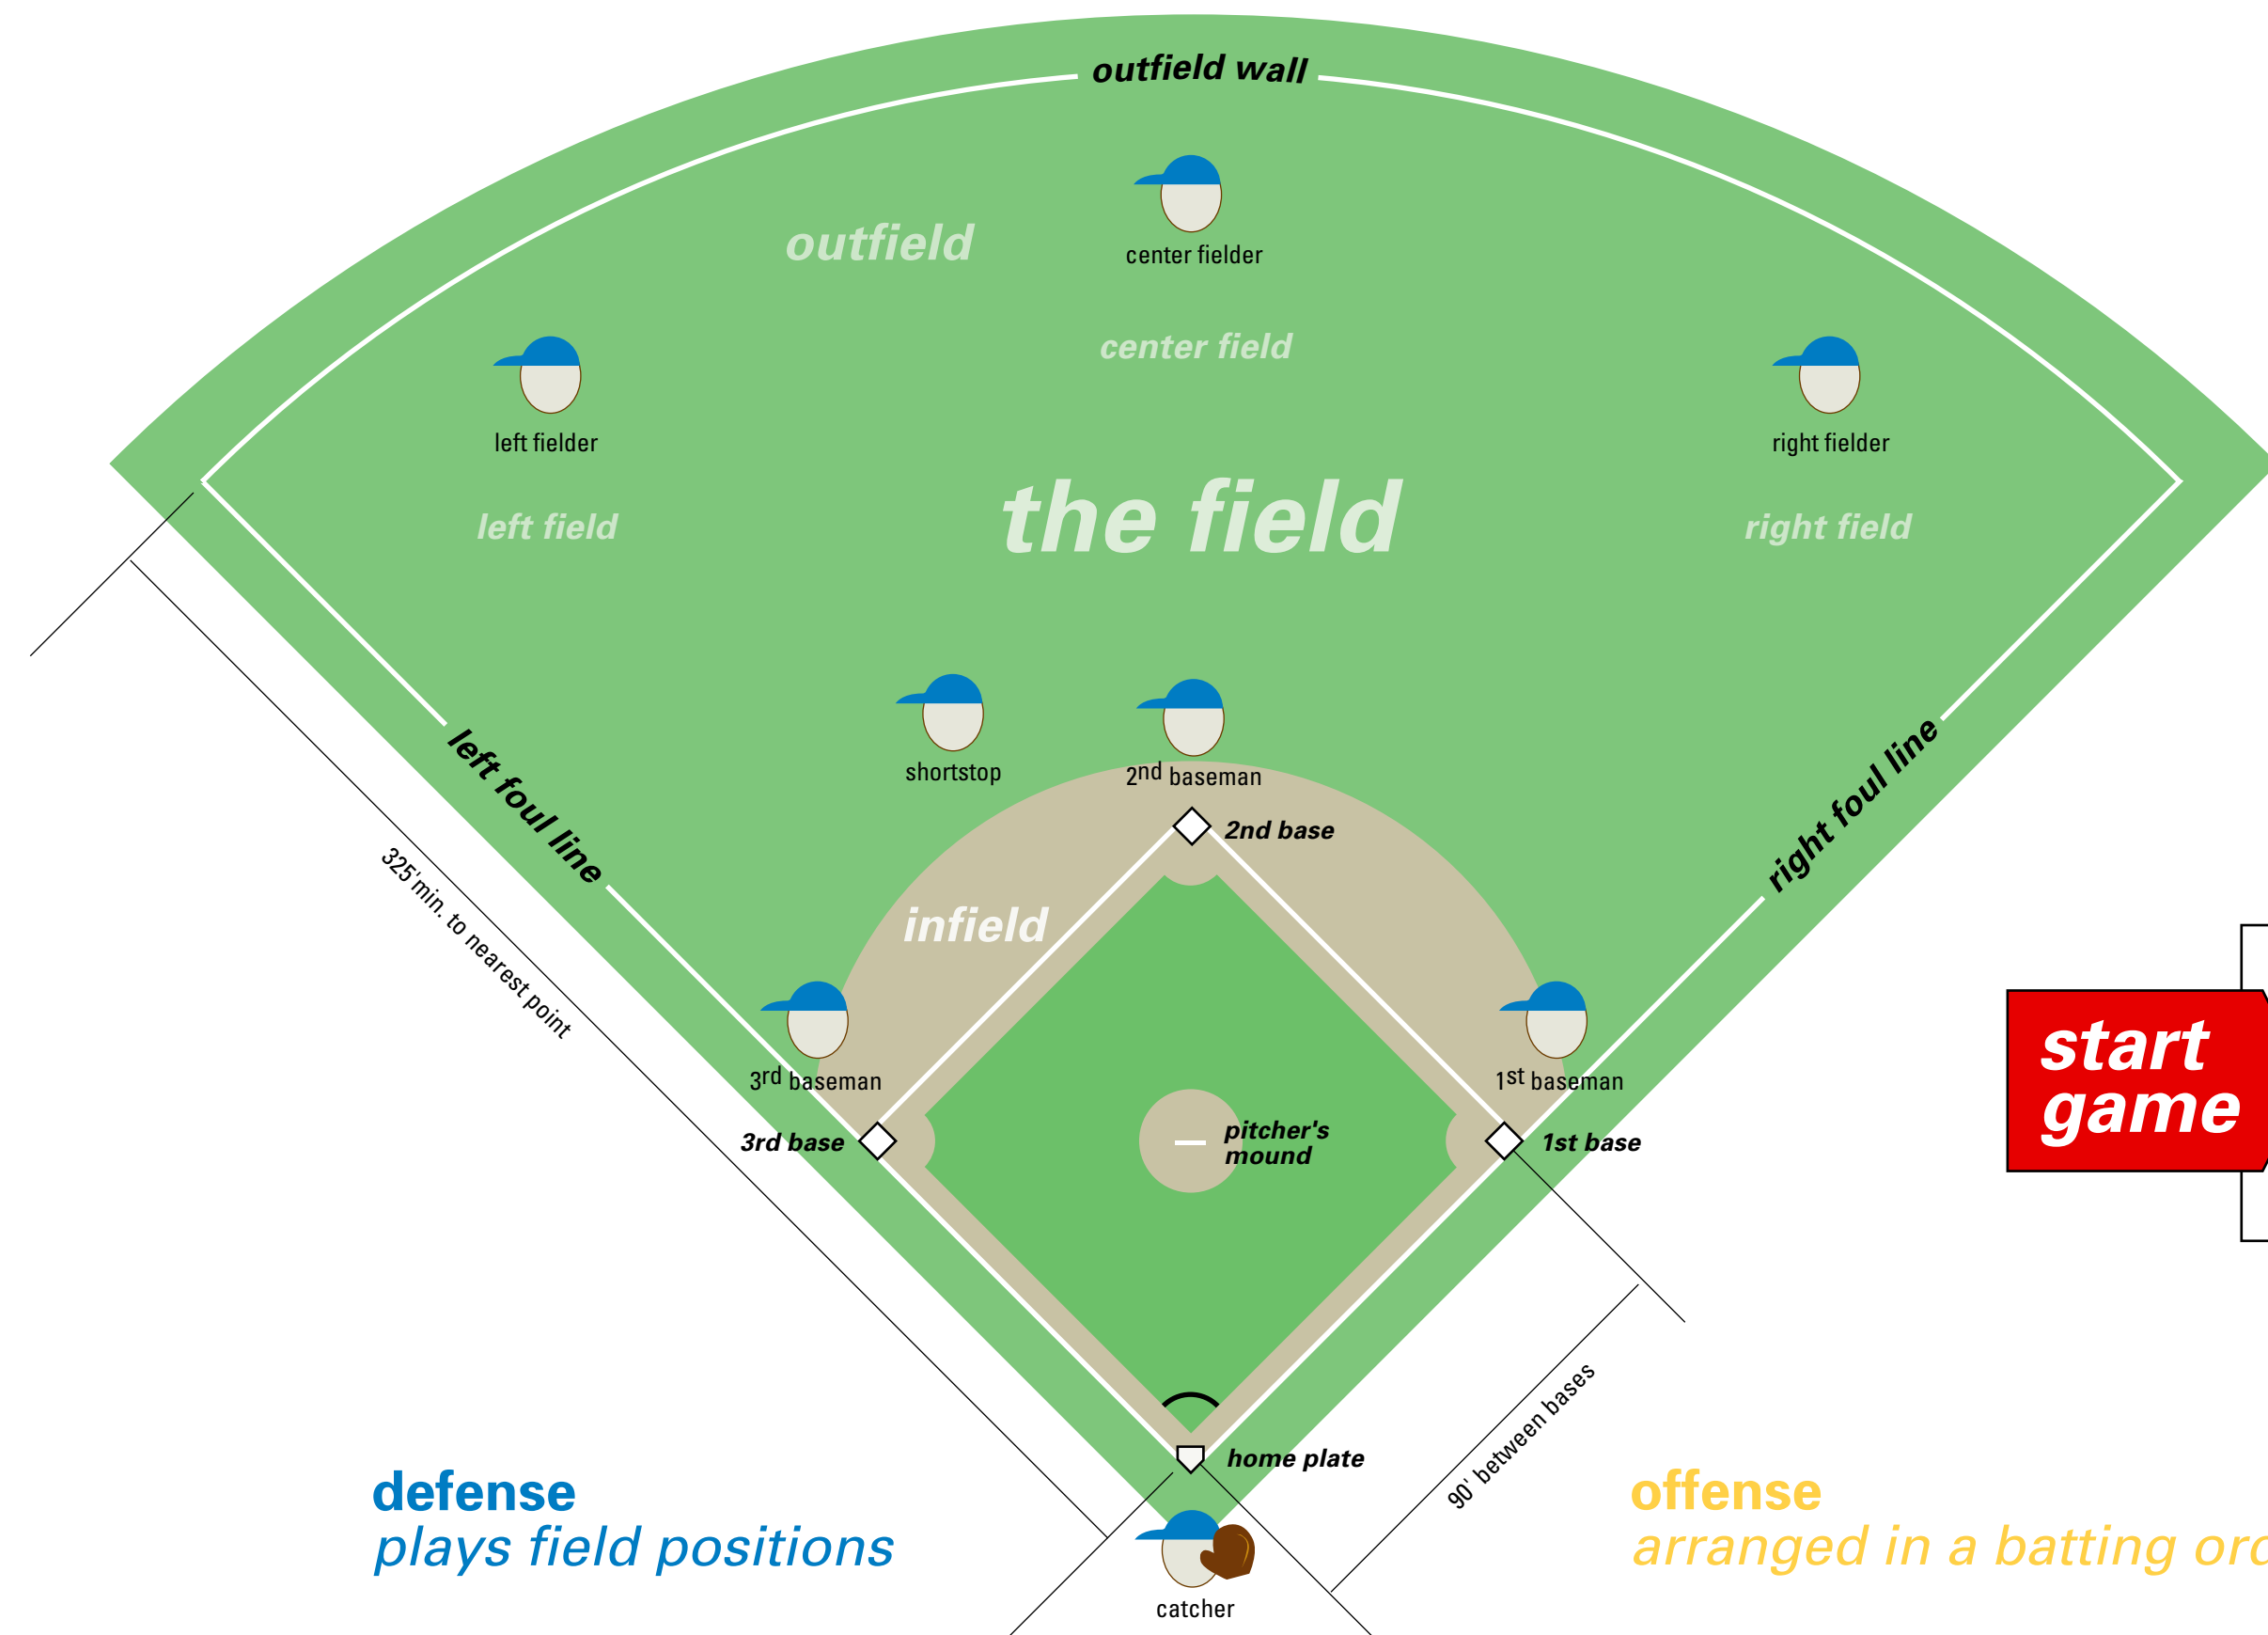 outfield wall
outfield
center fielder
center field
left fielder
right fielder
the field
left field
right field
shortstop
2nd baseman
left foul line
right foul line
2nd base
325'min. to nearest point
infield
start
game
3rd baseman
1st baseman
3rd base
pitcher's
mound
1st base
90' between bases
home plate
defense
plays field positions
offense
arranged in a batting
catcher